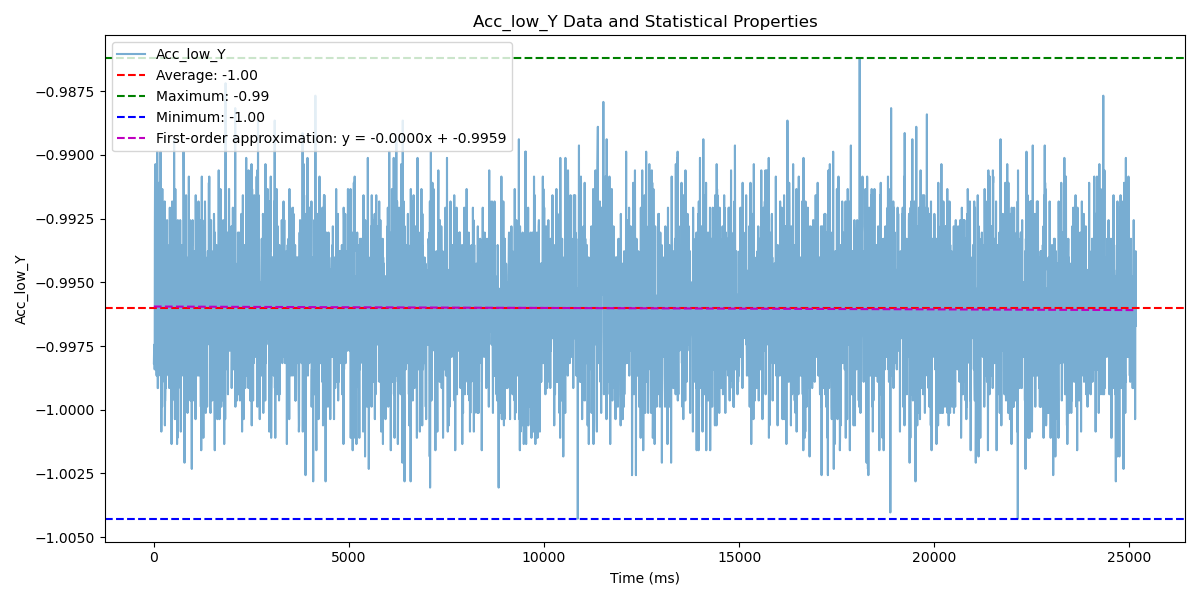 Acc_low_Y Data and Statistical Properties
Acc_low_Y
Average: -1.00
Maximum: -0.99
Minimum: -1.00
First-order approximation: y = -0.0000x + -0.9959
Acc_low_Y
−0.9875
−0.9900
−0.9925
−0.9950
−0.9975
−1.0000
−1.0025
−1.0050
0 5000 10000 15000 20000 25000
Time (ms)